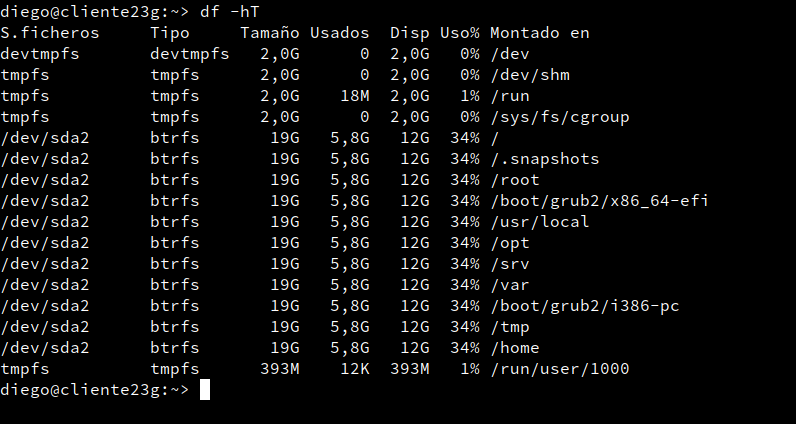 diego@cliente23g:~> df -hT
S.ficheros     Tipo     Tamaño Usados  Disp Uso% Montado en
devtmpfs       devtmpfs   2,0G      0  2,0G   0% /dev
tmpfs          tmpfs      2,0G      0  2,0G   0% /dev/shm
tmpfs          tmpfs      2,0G    18M  2,0G   1% /run
tmpfs          tmpfs      2,0G      0  2,0G   0% /sys/fs/cgroup
/dev/sda2      btrfs       19G   5,8G   12G  34% /
/dev/sda2      btrfs       19G   5,8G   12G  34% /.snapshots
/dev/sda2      btrfs       19G   5,8G   12G  34% /root
/dev/sda2      btrfs       19G   5,8G   12G  34% /boot/grub2/x86_64-efi
/dev/sda2      btrfs       19G   5,8G   12G  34% /usr/local
/dev/sda2      btrfs       19G   5,8G   12G  34% /opt
/dev/sda2      btrfs       19G   5,8G   12G  34% /srv
/dev/sda2      btrfs       19G   5,8G   12G  34% /var
/dev/sda2      btrfs       19G   5,8G   12G  34% /boot/grub2/i386-pc
/dev/sda2      btrfs       19G   5,8G   12G  34% /tmp
/dev/sda2      btrfs       19G   5,8G   12G  34% /home
tmpfs          tmpfs      393M    12K  393M   1% /run/user/1000
diego@cliente23g:~>